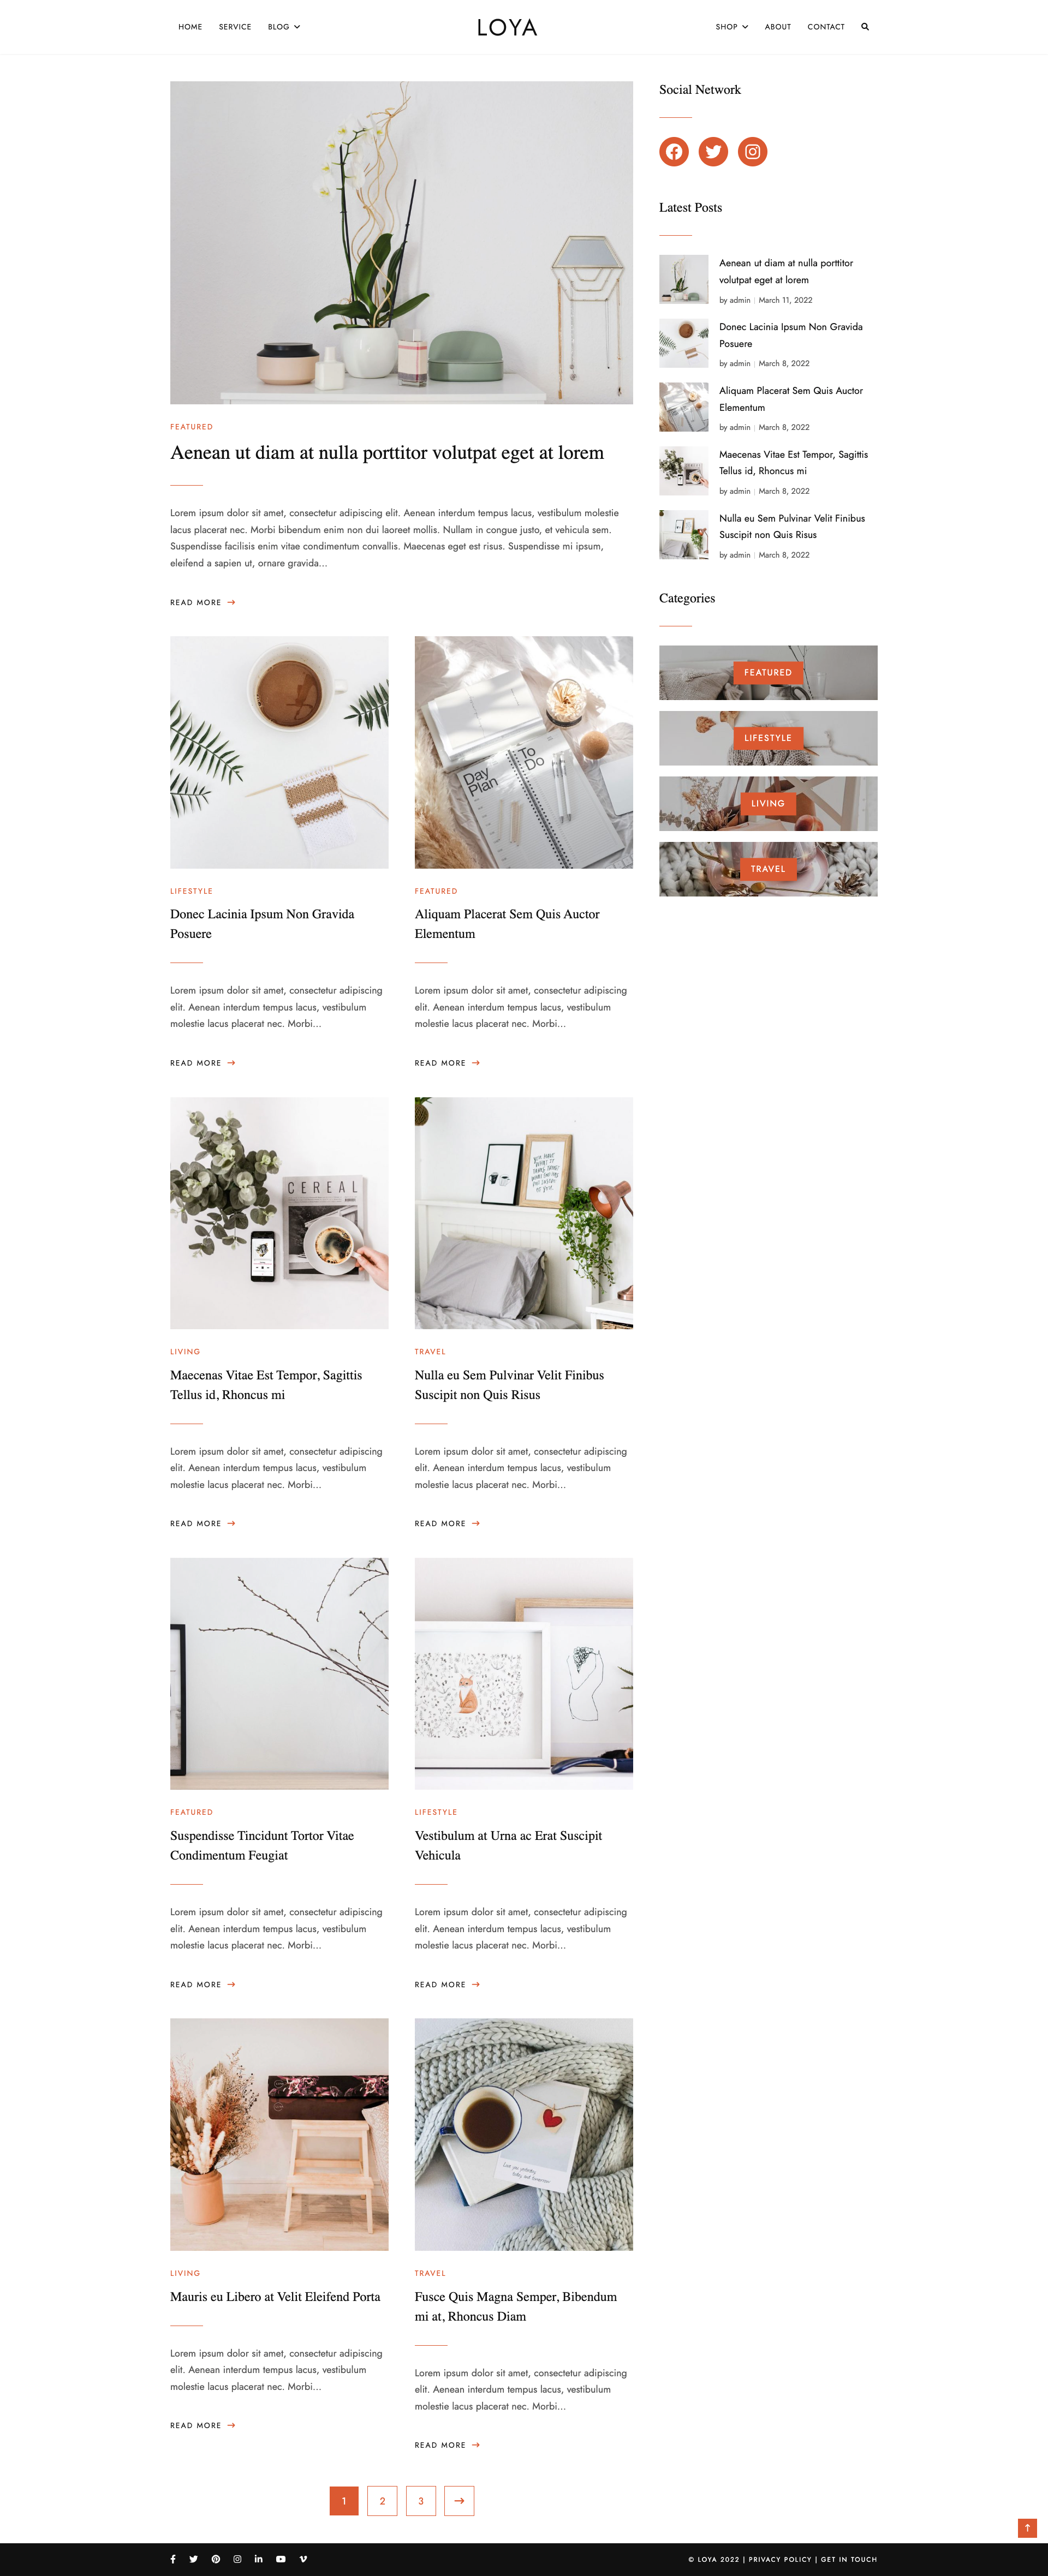 HOME SERVICE BLOG
LOYA
SHOP ABOUT CONTACT
FEATURED
Aenean ut diam at nulla porttitor volutpat eget at lorem
Lorem ipsum dolor sit amet, consectetur adipiscing elit. Aenean interdum tempus lacus, vestibulum molestie
lacus placerat nec. Morbi bibendum enim non dui laoreet mollis. Nullam in congue justo, et vehicula sem.
Suspendisse facilisis enim vitae condimentum convallis. Maecenas eget est risus. Suspendisse mi ipsum,
eleifend a sapien ut, ornare gravida...
READ MORE
Day
Plan
To
Do
LIFESTYLE
Donec Lacinia Ipsum Non Gravida
Posuere
Lorem ipsum dolor sit amet, consectetur adipiscing
elit. Aenean interdum tempus lacus, vestibulum
molestie lacus placerat nec. Morbi...
READ MORE
FEATURED
Aliquam Placerat Sem Quis Auctor
Elementum
Lorem ipsum dolor sit amet, consectetur adipiscing
elit. Aenean interdum tempus lacus, vestibulum
molestie lacus placerat nec. Morbi...
READ MORE
CEREAL
LIVING
Maecenas Vitae Est Tempor, Sagittis
Tellus id, Rhoncus mi
Lorem ipsum dolor sit amet, consectetur adipiscing
elit. Aenean interdum tempus lacus, vestibulum
molestie lacus placerat nec. Morbi...
READ MORE
TRAVEL
Nulla eu Sem Pulvinar Velit Finibus
Suscipit non Quis Risus
Lorem ipsum dolor sit amet, consectetur adipiscing
elit. Aenean interdum tempus lacus, vestibulum
molestie lacus placerat nec. Morbi...
READ MORE
FEATURED
Suspendisse Tincidunt Tortor Vitae
Condimentum Feugiat
Lorem ipsum dolor sit amet, consectetur adipiscing
elit. Aenean interdum tempus lacus, vestibulum
molestie lacus placerat nec. Morbi...
READ MORE
LIFESTYLE
Vestibulum at Urna ac Erat Suscipit
Vehicula
Lorem ipsum dolor sit amet, consectetur adipiscing
elit. Aenean interdum tempus lacus, vestibulum
molestie lacus placerat nec. Morbi...
READ MORE
LIVING
Mauris eu Libero at Velit Eleifend Porta
Lorem ipsum dolor sit amet, consectetur adipiscing
elit. Aenean interdum tempus lacus, vestibulum
molestie lacus placerat nec. Morbi...
READ MORE
TRAVEL
Fusce Quis Magna Semper, Bibendum
mi at, Rhoncus Diam
Lorem ipsum dolor sit amet, consectetur adipiscing
elit. Aenean interdum tempus lacus, vestibulum
molestie lacus placerat nec. Morbi...
READ MORE
1 2 3
Social Network
Latest Posts
Aenean ut diam at nulla porttitor
volutpat eget at lorem
by admin | March 11, 2022
Donec Lacinia Ipsum Non Gravida
Posuere
by admin | March 8, 2022
Aliquam Placerat Sem Quis Auctor
Elementum
by admin | March 8, 2022
Maecenas Vitae Est Tempor, Sagittis
Tellus id, Rhoncus mi
by admin | March 8, 2022
Nulla eu Sem Pulvinar Velit Finibus
Suscipit non Quis Risus
by admin | March 8, 2022
Categories
FEATURED
LIFESTYLE
LIVING
TRAVEL
© LOYA 2022 | PRIVACY POLICY | GET IN TOUCH